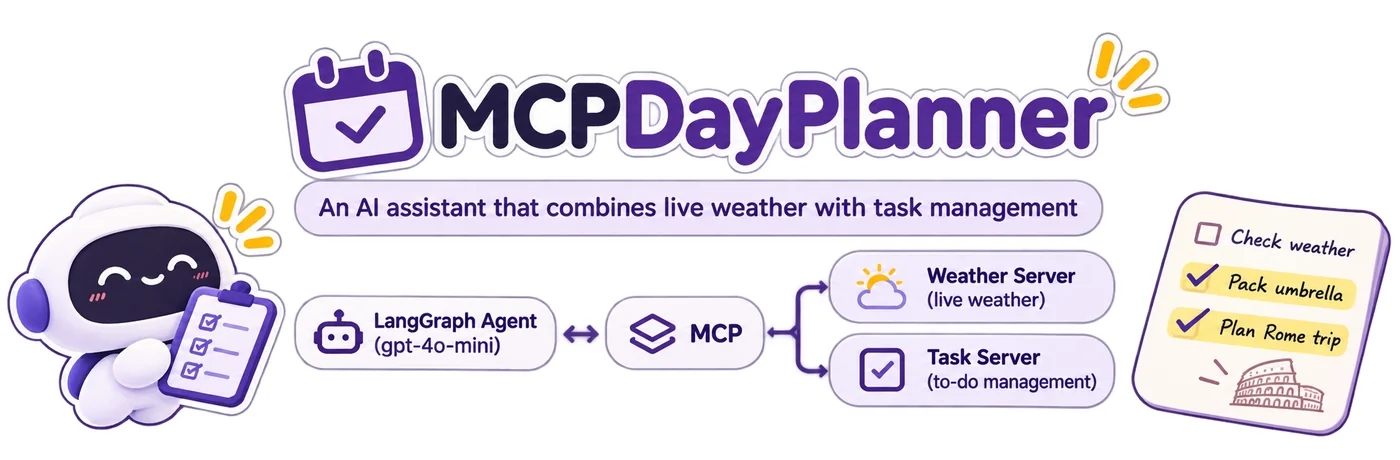 MCPDayPlanner
An AI assistant that combines live weather with task management
LangGraph Agent
(gpt-4o-mini)
MCP
Weather Server
(live weather)
Task Server
(to-do management)
Check weather
Pack umbrella
Plan Rome trip